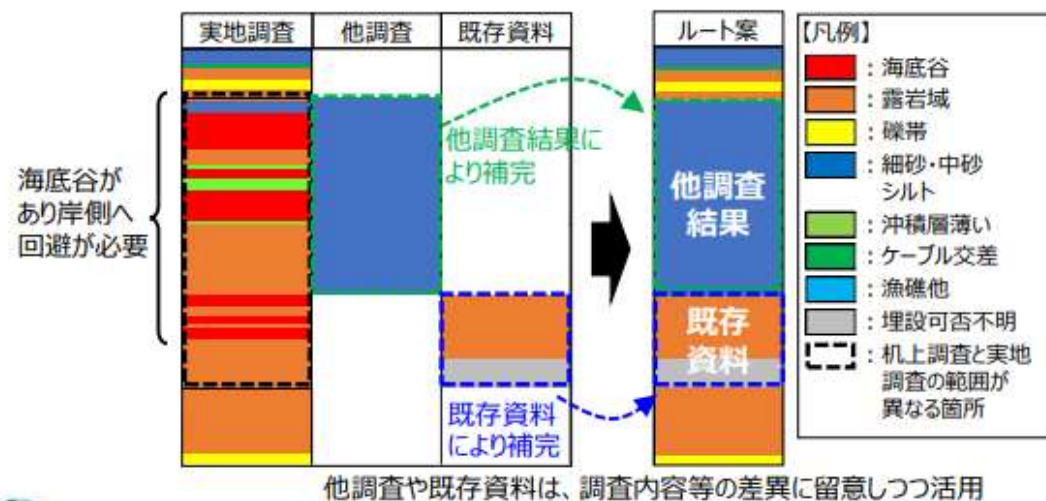 実地調査
他調査
既存資料
ルート案
【凡例】
：海底谷
：露岩域
：礫帯
：細砂・中砂
シルト
：沖積層薄い
：ケーブル交差
：漁礁他
：埋設可否不明
：机上調査と実地
調査の範囲が
異なる箇所
海底谷が
あり岸側へ
回避が必要
他調査結果に
より補完
他調査
結果
既存
資料
既存資料
により補完
他調査や既存資料は、調査内容等の差異に留意しつつ活用